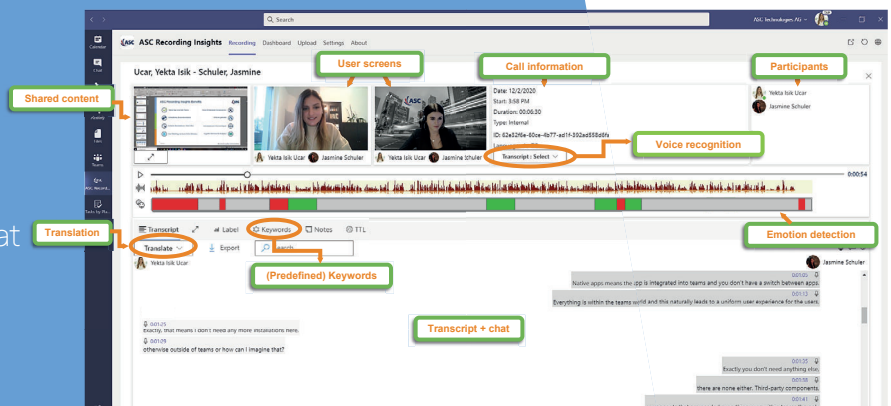 Search
ASC Technologies AG
ASC Recording Insights Recording Dashboard Upload Settings About
Calendar
Chat
Teams
ASC Record...
Ucar, Yekta Isik - Schuler, Jasmine
User screens
Call information
Participants
Shared content
ASC Recording Insights Benefits
Date: 12/2/2020
Start: 3:58 PM
Duration: 00:06:30
Type: Internal
Transcript : Select
Yekta Isik Ucar Jasmine Schuler
Yekta Isik Ucar Jasmine Schuler
Yekta Isik Ucar
Jasmine Schuler
Voice recognition
0:00:54
Transcript Label Keywords Notes TTL
Emotion detection
Translation
at
Translate Export Search
Yekta Isik Ucar
Jasmine Schuler
(Predefined) Keywords
0:01:05
Native apps means the app is integrated into teams and you don't have a switch between apps.
0:01:13
Everything is within the teams world and this naturally leads to a uniform user experience for the users.
Transcript + chat
0:01:25
Exactly, that means I don't need any more installations here.
0:01:29
otherwise outside of teams or how can I imagine that?
0:01:35
Exactly you don't need anything else.
0:01:38
there are none either. Third-party components.
0:01:41